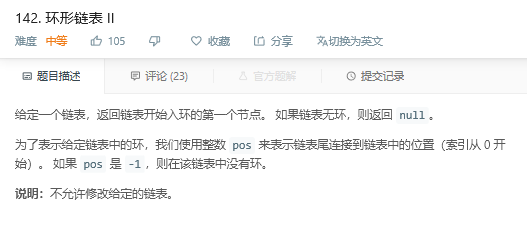 142. 环形链表 II
难度 中等 105 收藏 分享 切换为英文
题目描述 评论 (23) 官方题解 提交记录
给定一个链表，返回链表开始入环的第一个节点。 如果链表无环，则返回 null。
为了表示给定链表中的环，我们使用整数 pos 来表示链表尾连接到链表中的位置（索引从 0 开
始）。 如果 pos 是 -1，则在该链表中没有环。
说明：不允许修改给定的链表。